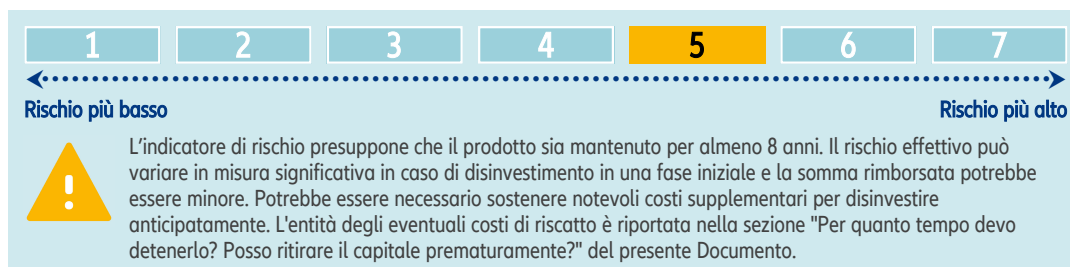 1 2 3 4 5 6 7
Rischio più basso Rischio più alto
L'indicatore di rischio presuppone che il prodotto sia mantenuto per almeno 8 anni. Il rischio effettivo può
variare in misura significativa in caso di disinvestimento in una fase iniziale e la somma rimborsata potrebbe
essere minore. Potrebbe essere necessario sostenere notevoli costi supplementari per disinvestire
anticipatamente. L'entità degli eventuali costi di riscatto è riportata nella sezione "Per quanto tempo devo
detenerlo? Posso ritirare il capitale prematuramente?" del presente Documento.